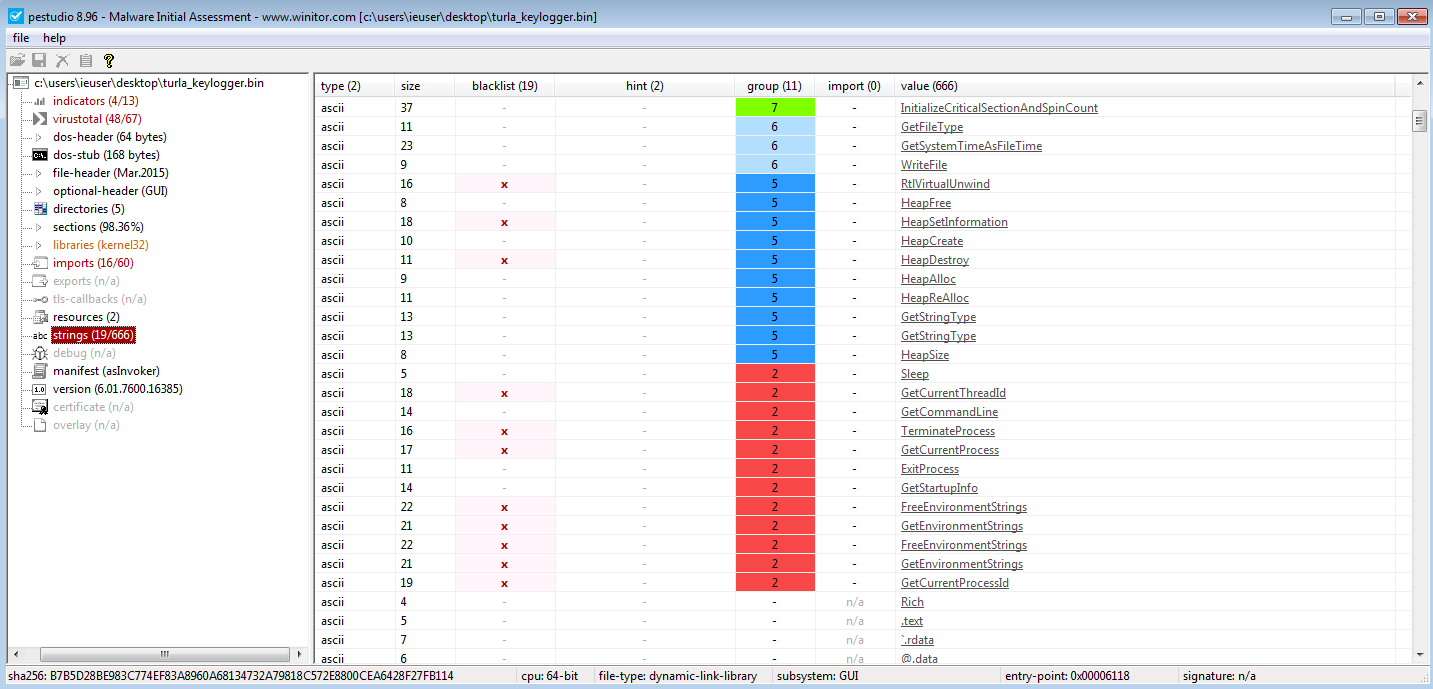 pestudio 8.96 - Malware Initial Assessment - www.winitor.com [c:\users\ieuser\desktop\turla_keylogger.bin]
file help
c:\users\ieuser\desktop\turla_keylogger.bin
indicators (4/13)
virustotal (48/67)
dos-header (64 bytes)
dos-stub (168 bytes)
file-header (Mar.2015)
optional-header (GUI)
directories (5)
sections (98.36%)
libraries (kernel32)
imports (16/60)
exports (n/a)
tls-callbacks (n/a)
resources (2)
abc strings (19/666)
debug (n/a)
manifest (asInvoker)
1.0 version (6.01.7600.16385)
certificate (n/a)
overlay (n/a)
type (2) size blacklist (19) hint (2) group (11) import (0) value (666)
ascii 37 - - 7 - InitializeCriticalSectionAndSpinCount
ascii 11 - - 6 - GetFileType
ascii 23 - - 6 - GetSystemTimeAsFileTime
ascii 9 - - 6 - WriteFile
ascii 16 x - 5 - RtlVirtualUnwind
ascii 8 - - 5 - HeapFree
ascii 18 x - 5 - HeapSetInformation
ascii 10 - - 5 - HeapCreate
ascii 11 x - 5 - HeapDestroy
ascii 9 - - 5 - HeapAlloc
ascii 11 - - 5 - HeapReAlloc
ascii 13 - - 5 - GetStringType
ascii 13 - - 5 - GetStringType
ascii 8 - - 5 - HeapSize
ascii 5 - - 2 - Sleep
ascii 18 x - 2 - GetCurrentThreadId
ascii 14 - - 2 - GetCommandLine
ascii 16 x - 2 - TerminateProcess
ascii 17 x - 2 - GetCurrentProcess
ascii 11 - - 2 - ExitProcess
ascii 14 - - 2 - GetStartupInfo
ascii 22 x - 2 - FreeEnvironmentStrings
ascii 21 x - 2 - GetEnvironmentStrings
ascii 22 x - 2 - FreeEnvironmentStrings
ascii 21 x - 2 - GetEnvironmentStrings
ascii 19 x - 2 - GetCurrentProcessId
ascii 4 - - - n/a Rich
ascii 5 - - - n/a .text
ascii 7 - - - n/a `.rdata
ascii 6 - - - n/a @.data
sha256: B7B5D28BE983C774EF83A8960A68134732A79818C572E8800CEA6428F27FB114 cpu: 64-bit file-type: dynamic-link-library subsystem: GUI entry-point: 0x00006118 signature: n/a